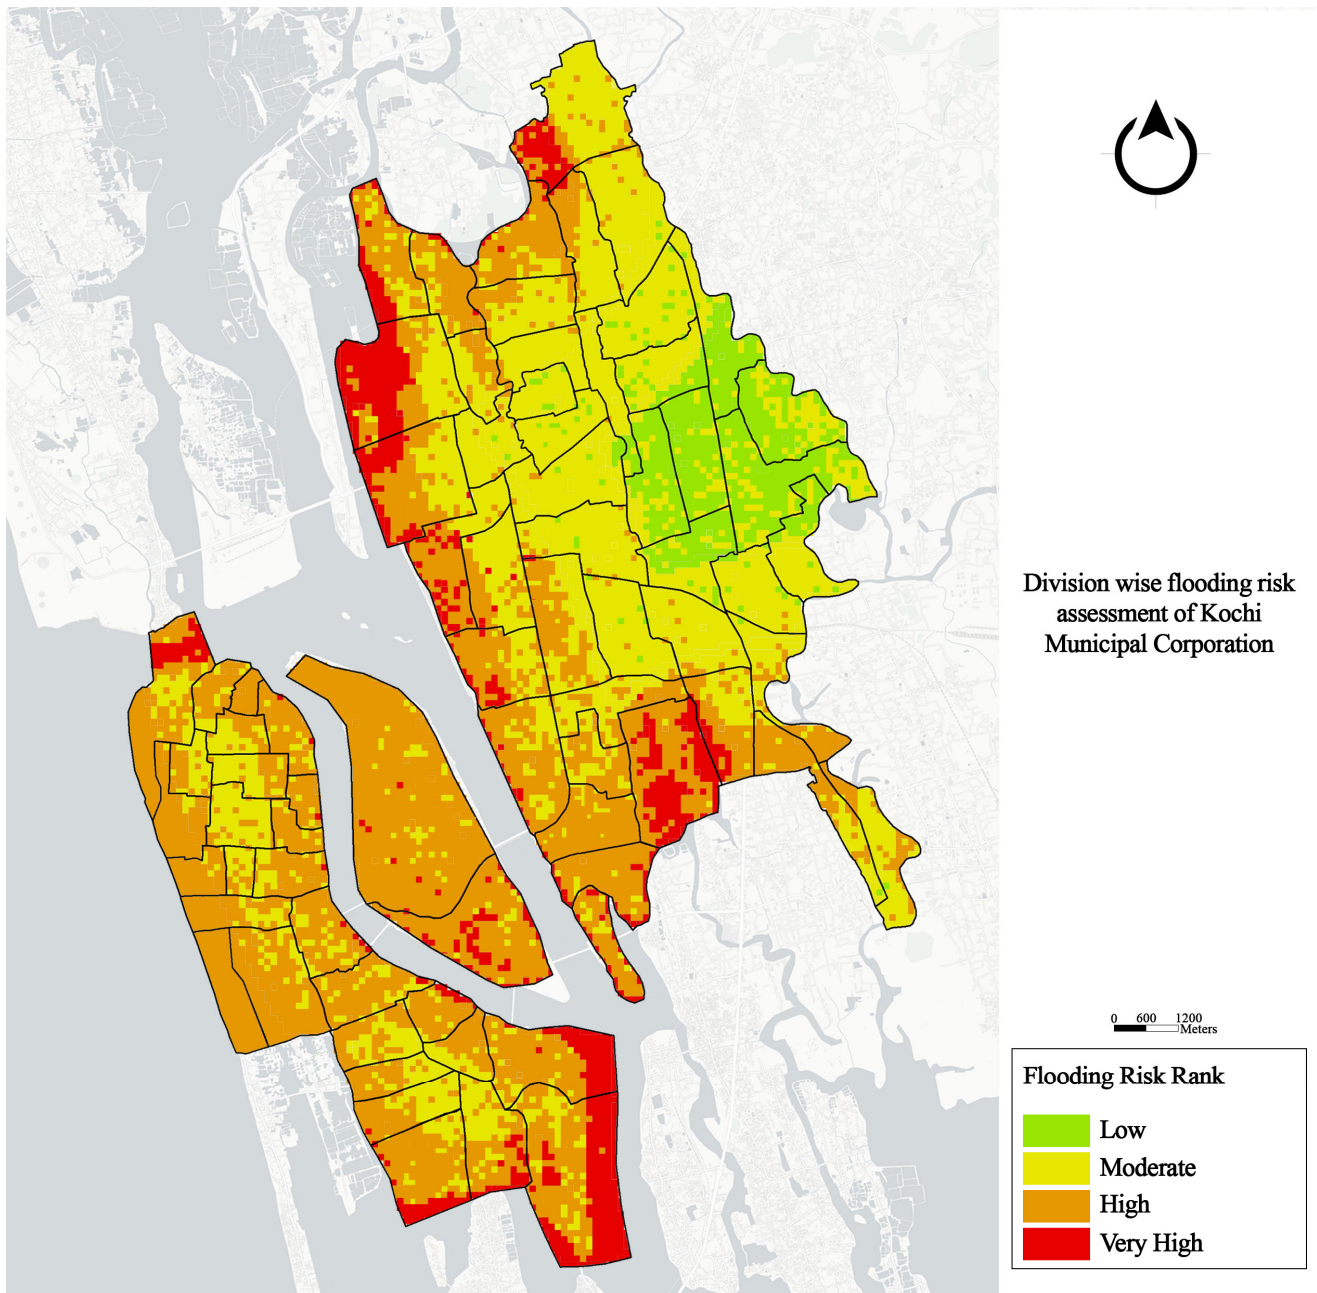 Division wise flooding risk
assessment of Kochi
Municipal Corporation
0 600 1200
Meters
Flooding Risk Rank
Low
Moderate
High
Very High